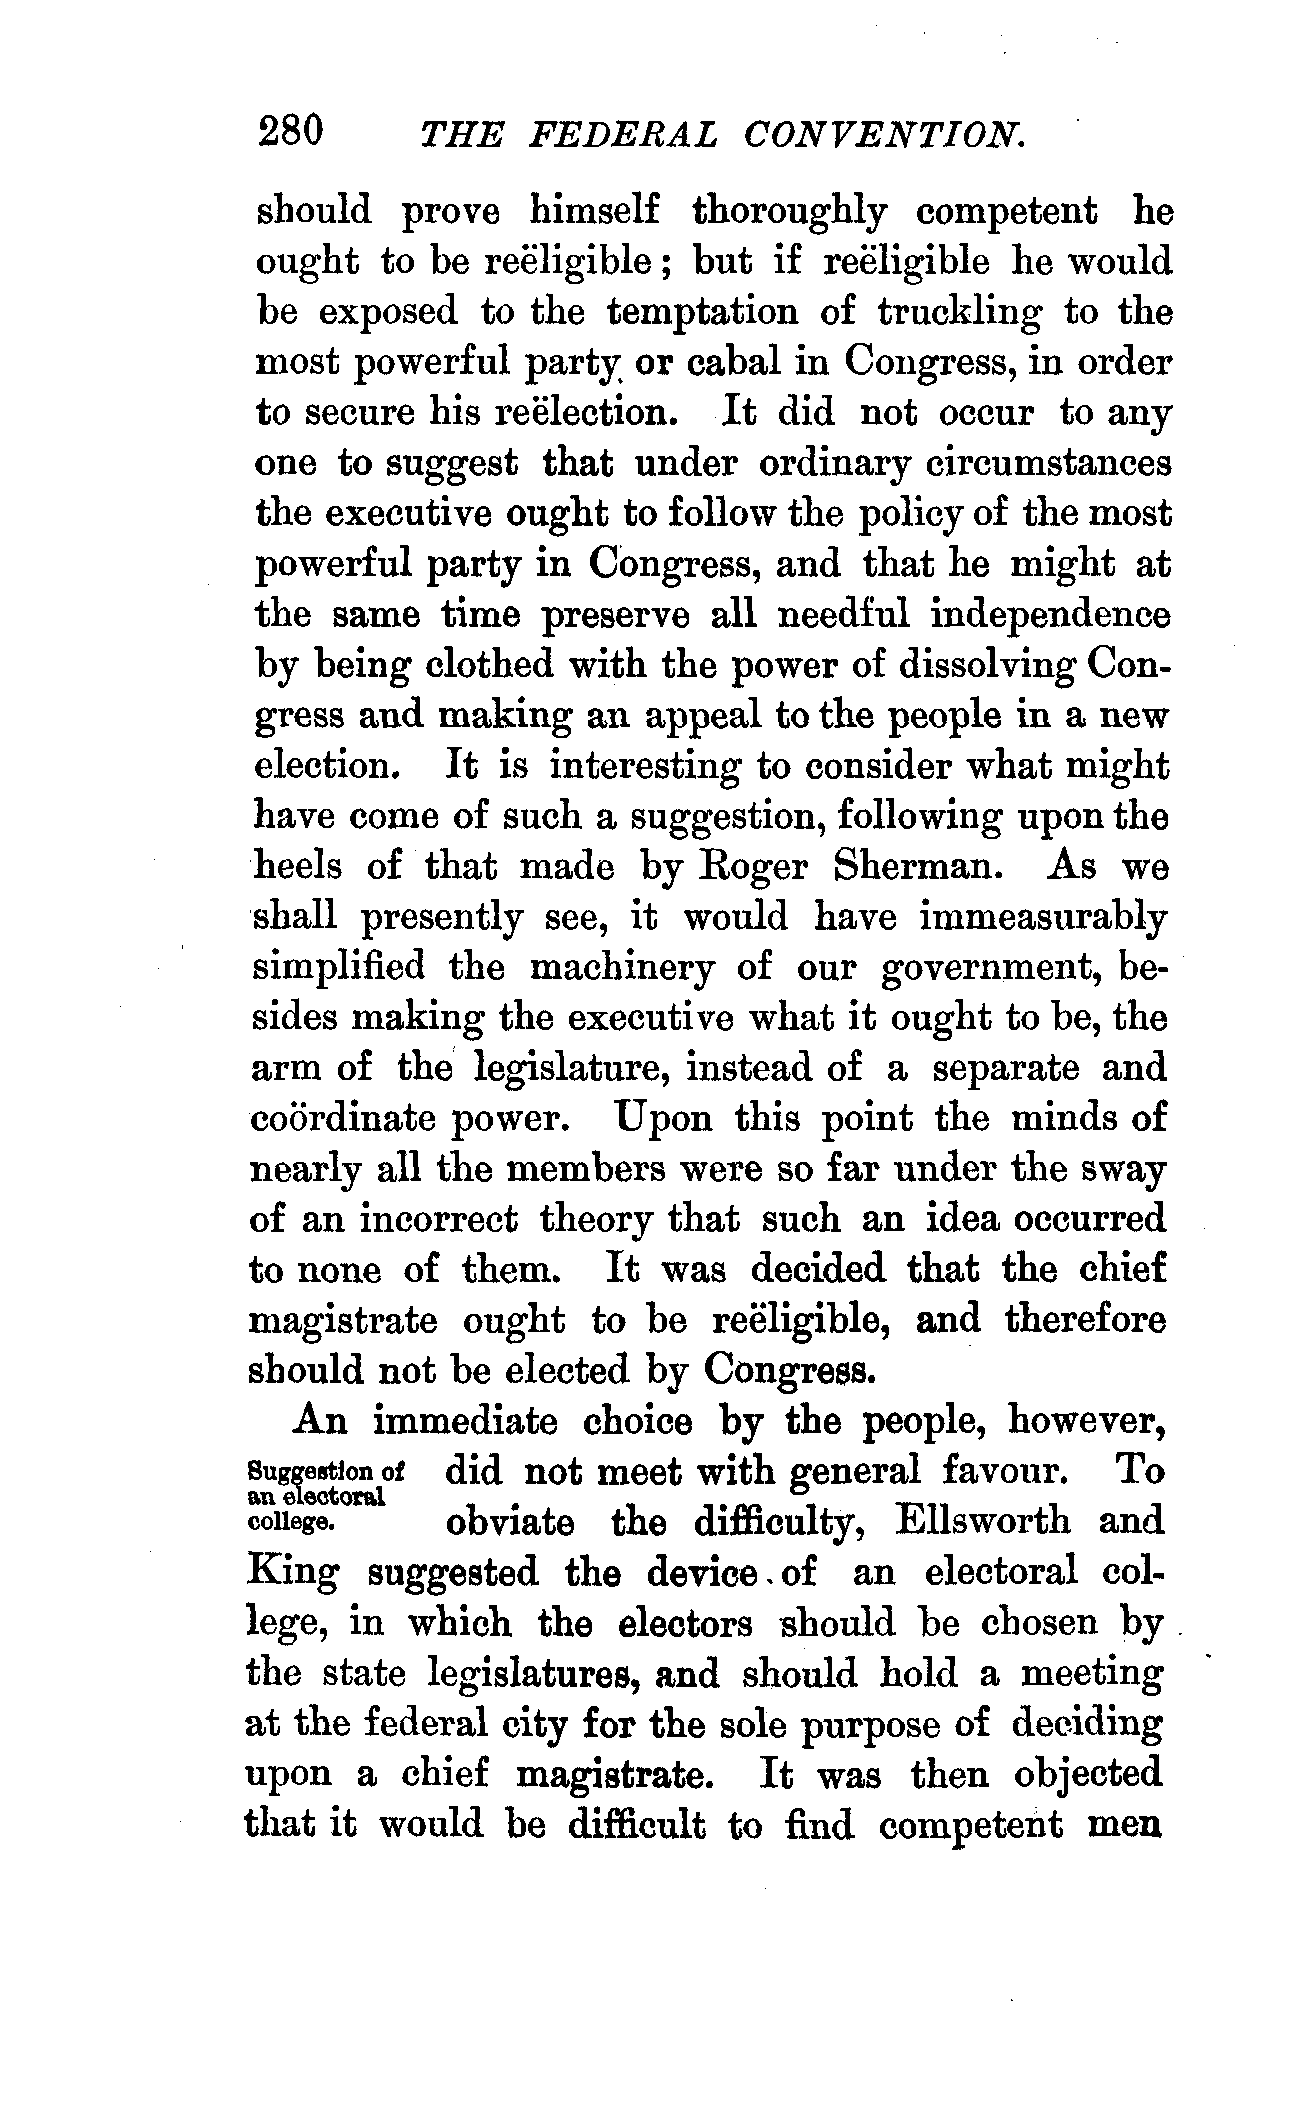 280 THE FEDERAL CONVENTION.
should prove himself thoroughly competent he
ought to be reëligible; but if reëligible he would
be exposed to the temptation of truckling to the
most powerful party or cabal in Congress, in order
to secure his reëlection. It did not occur to any
one to suggest that under ordinary circumstances
the executive ought to follow the policy of the most
powerful party in Congress, and that he might at
the same time preserve all needful independence
by being clothed with the power of dissolving Con-
gress and making an appeal to the people in a new
election. It is interesting to consider what might
have come of such a suggestion, following upon the
heels of that made by Roger Sherman. As we
shall presently see, it would have immeasurably
simplified the machinery of our government, be-
sides making the executive what it ought to be, the
arm of the legislature, instead of a separate and
coördinate power. Upon this point the minds of
nearly all the members were so far under the sway
of an incorrect theory that such an idea occurred
to none of them. It was decided that the chief
magistrate ought to be reëligible, and therefore
should not be elected by Congress.
An immediate choice by the people, however,
Suggestion of
an electoral
college.
did not meet with general favour. To
obviate the difficulty, Ellsworth and
King suggested the device of an electoral col-
lege, in which the electors should be chosen by
the state legislatures, and should hold a meeting
at the federal city for the sole purpose of deciding
upon a chief magistrate. It was then objected
that it would be difficult to find competent men